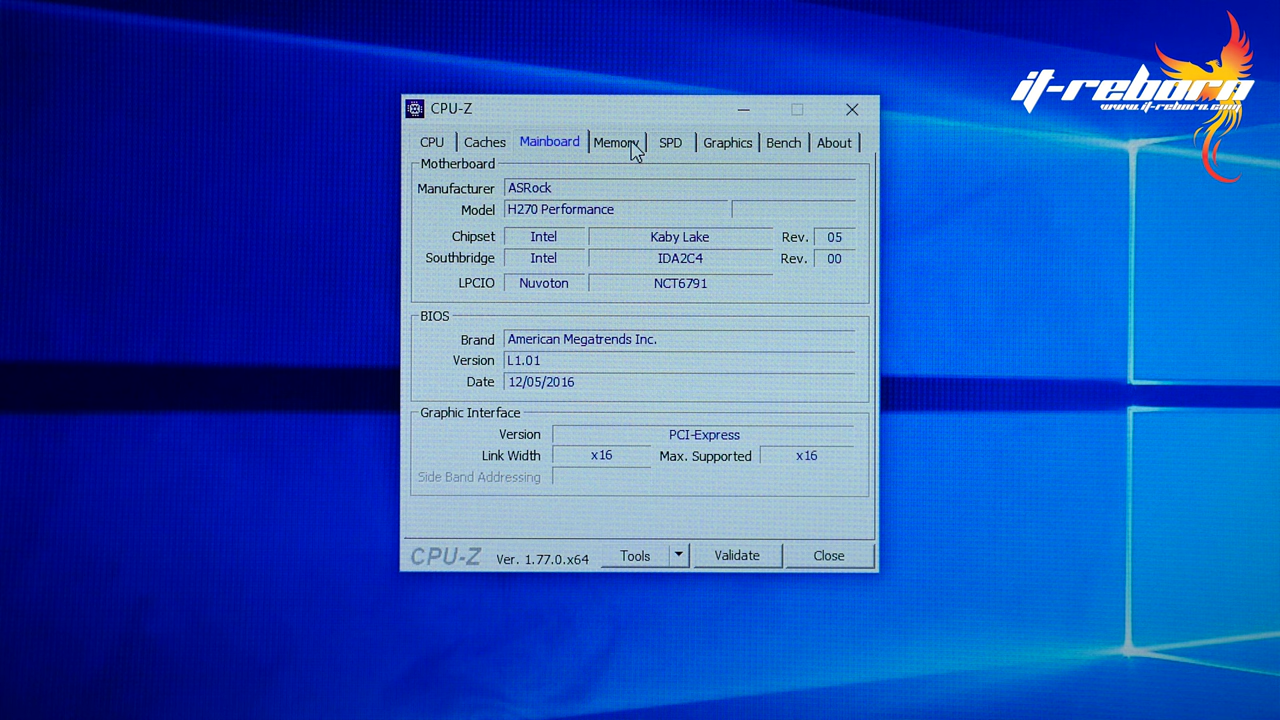 it-reborn
www.it-reborn.com
CPU-Z
CPU Caches Mainboard Memory SPD Graphics Bench About
Motherboard
Manufacturer ASRock
Model H270 Performance
Chipset Intel Kaby Lake Rev. 05
Southbridge Intel IDA2C4 Rev. 00
LPCIO Nuvoton NCT6791
BIOS
Brand American Megatrends Inc.
Version L1.01
Date 12/05/2016
Graphic Interface
Version PCI-Express
Link Width x16 Max. Supported x16
Side Band Addressing
CPU-Z Ver. 1.77.0.x64 Tools Validate Close